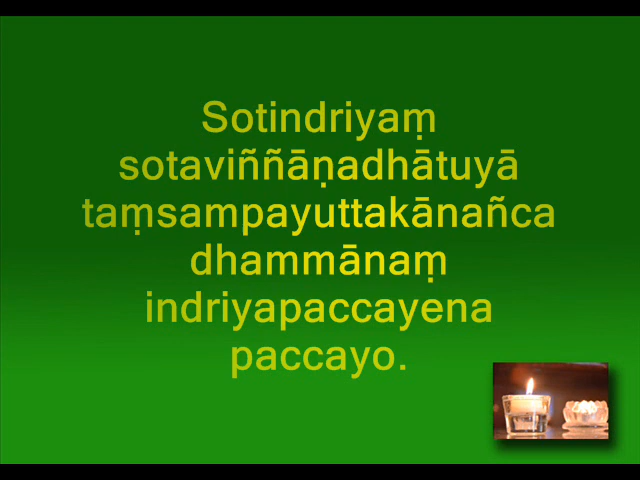 Sotindriyaṃ
sotaviññāṇadhātuyā
taṃsampayuttakānañca
dhammānaṃ
indriyapaccayena
paccayo.